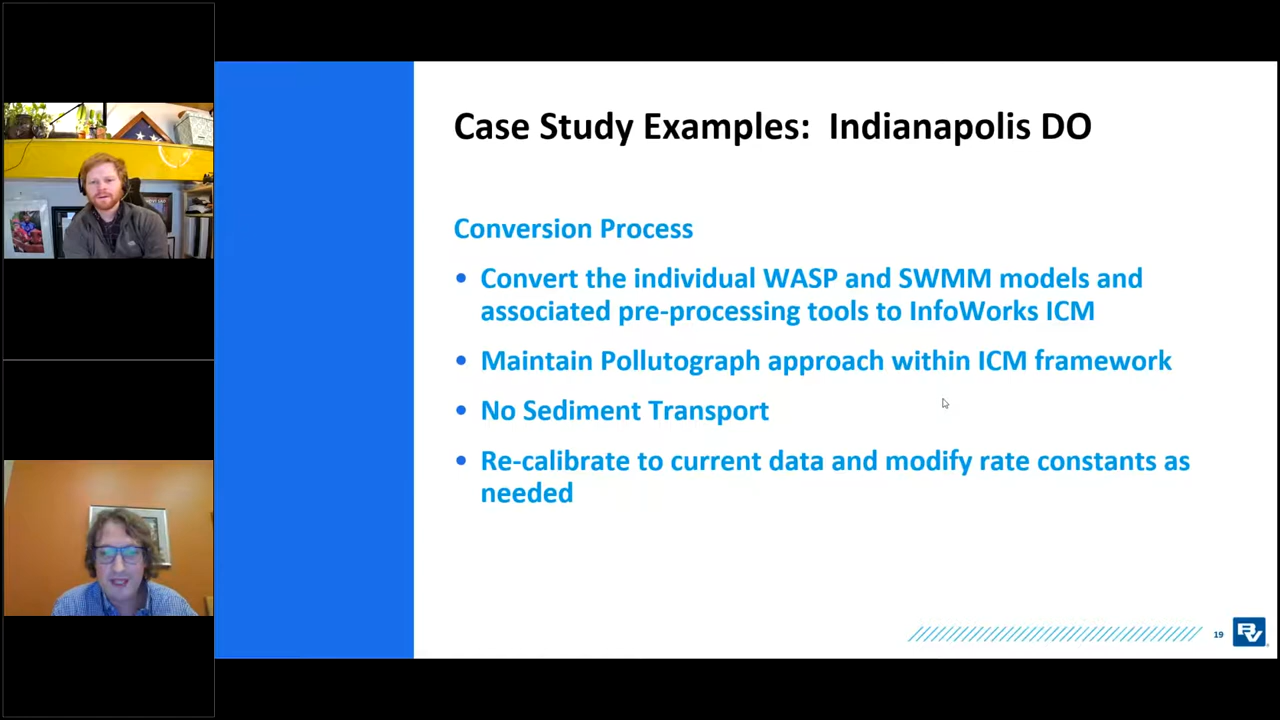 Case Study Examples: Indianapolis DO
Conversion Process
• Convert the individual WASP and SWMM models and
associated pre-processing tools to InfoWorks ICM
• Maintain Pollutograph approach within ICM framework
• No Sediment Transport
• Re-calibrate to current data and modify rate constants as
needed
19
BV